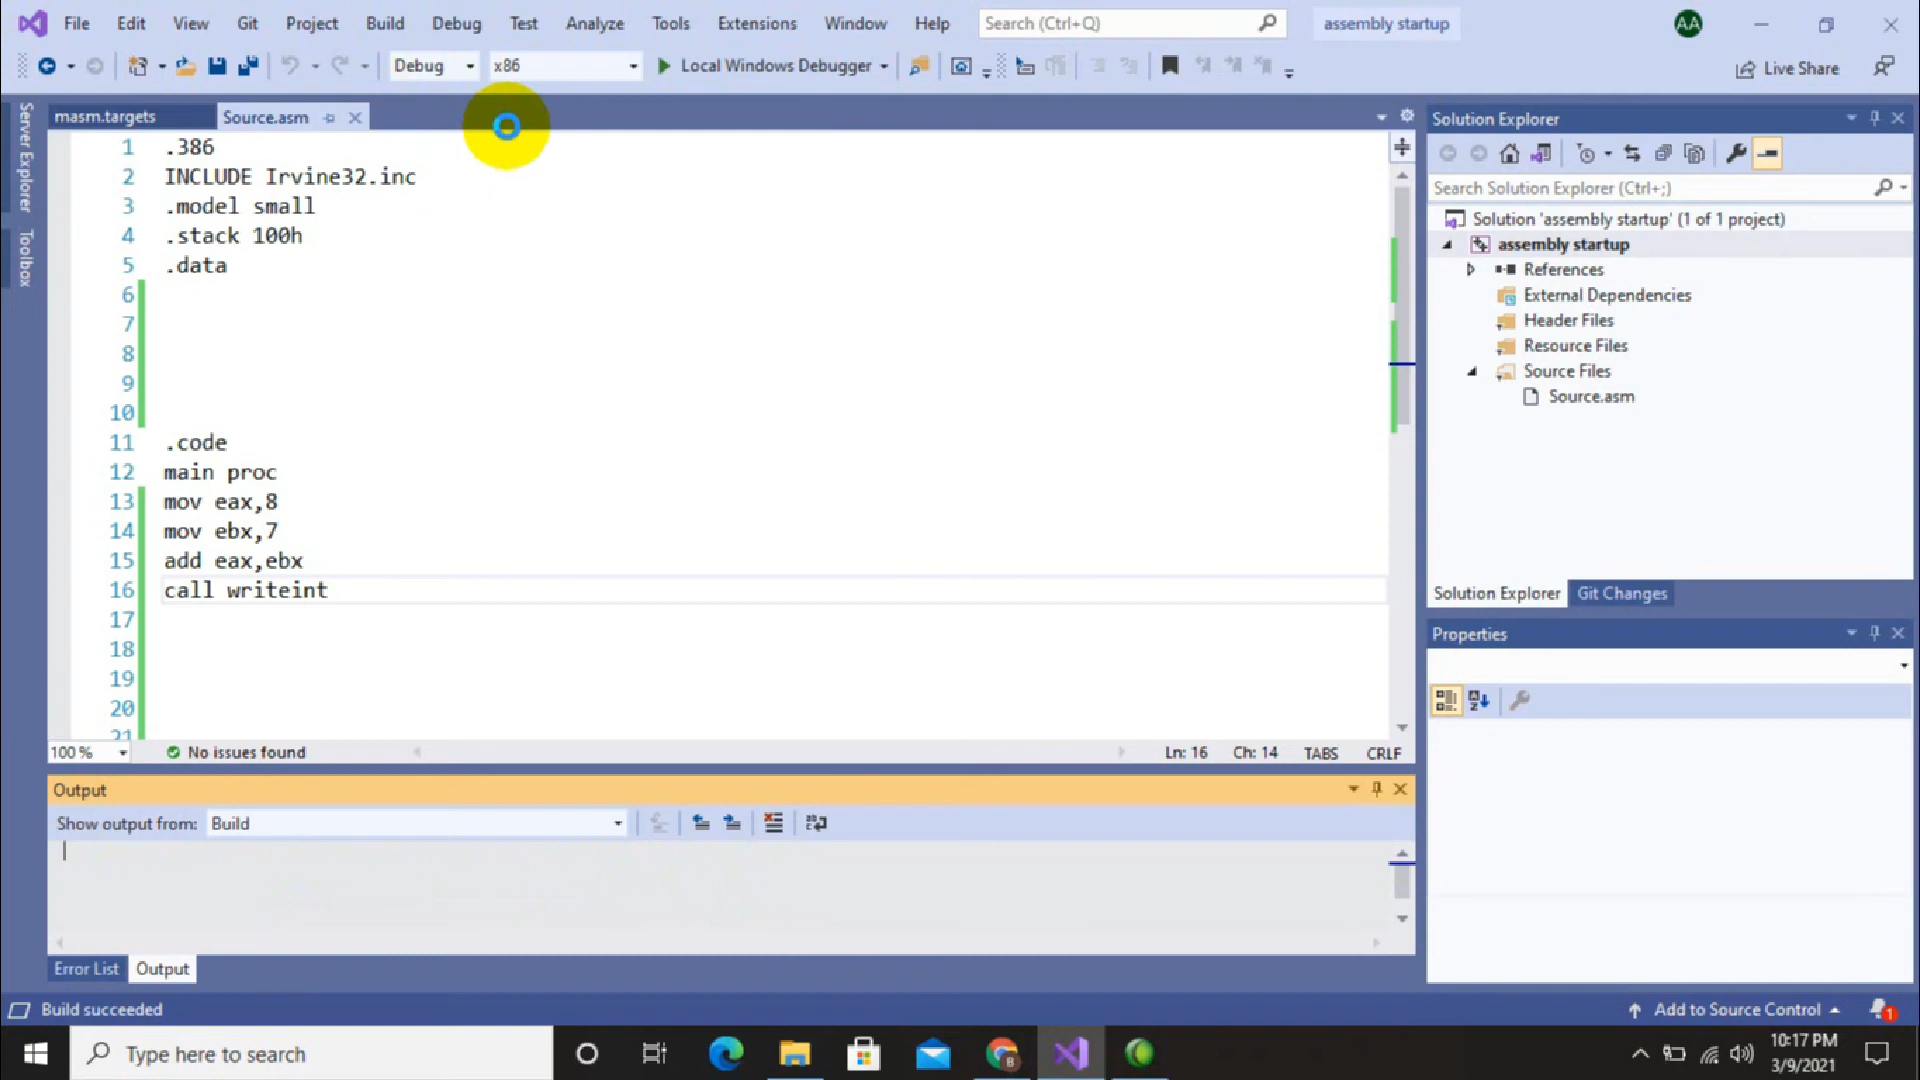 File Edit View Git Project Build Debug Test Analyze Tools Extensions Window Help Search (Ctrl+Q) assembly startup AA
Debug x86 Local Windows Debugger Live Share
Server Explorer
Toolbox
masm.targets Source.asm
1 .386
2 INCLUDE Irvine32.inc
3 .model small
4 .stack 100h
5 .data
6
7
8
9
10
11 .code
12 main proc
13 mov eax,8
14 mov ebx,7
15 add eax,ebx
16 call writeint
17
18
19
20
21
100 % No issues found Ln: 16 Ch: 14 TABS CRLF
Output
Show output from: Build
Error List Output
Solution Explorer
Search Solution Explorer (Ctrl+;)
Solution 'assembly startup' (1 of 1 project)
assembly startup
References
External Dependencies
Header Files
Resource Files
Source Files
Source.asm
Solution Explorer Git Changes
Properties
Build succeeded Add to Source Control 1
Type here to search 10:17 PM
3/9/2021